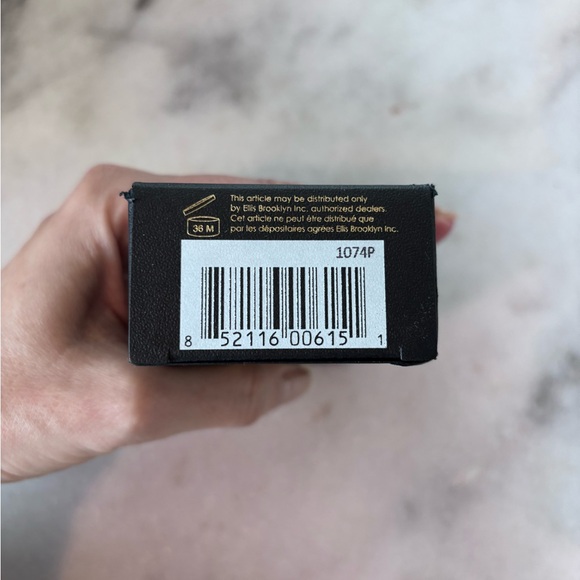 This article may be distributed only
by Ellis Brooklyn Inc. authorized dealers.
Cet article ne peut être distribué que
par les dépositaires agrées Ellis Brooklyn Inc.
36 M
1074P
8 52116 00615 1